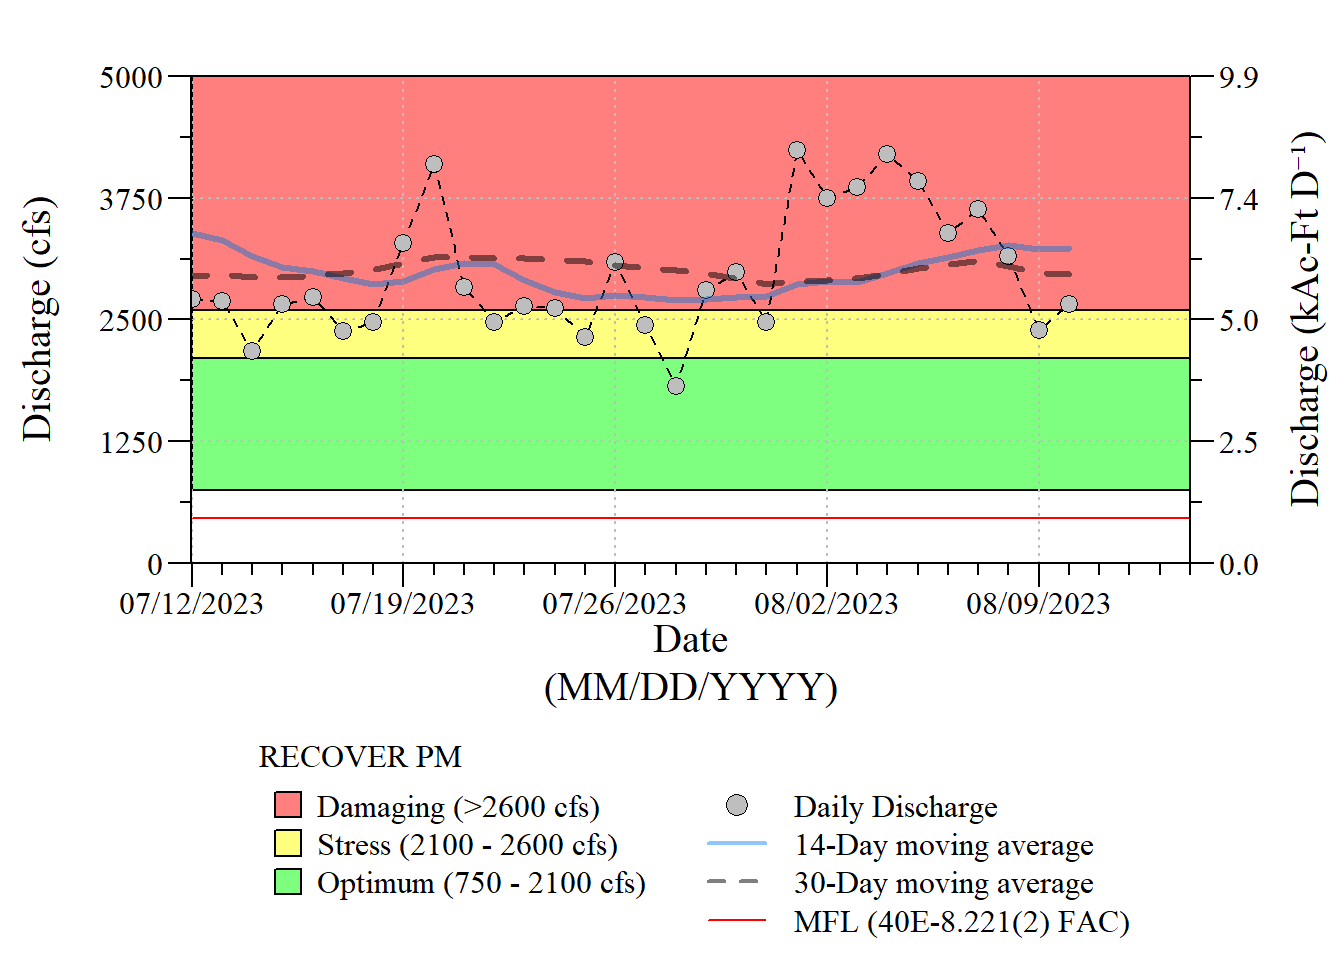 5000
3750
2500
1250
0
Discharge (cfs)
9.9
7.4
5.0
2.5
0.0
Discharge (kAc-Ft D⁻¹)
07/12/2023 07/19/2023 07/26/2023 08/02/2023 08/09/2023
Date
(MM/DD/YYYY)
RECOVER PM
Damaging (>2600 cfs)
Stress (2100 - 2600 cfs)
Optimum (750 - 2100 cfs)
Daily Discharge
14-Day moving average
30-Day moving average
MFL (40E-8.221(2) FAC)